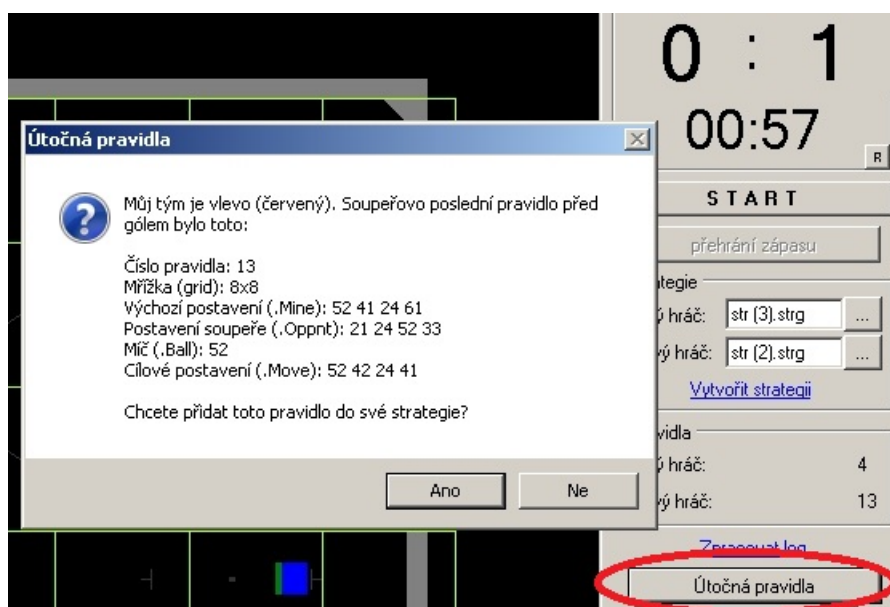 0 : 1
00:57
R
Útočná pravidla
START
Můj tým je vlevo (červený). Soupeřovo poslední pravidlo před
gólem bylo toto:
přehrání zápasu
Číslo pravidla: 13
Mřížka (grid): 8x8
Výchozí postavení (.Mine): 52 41 24 61
Postavení soupeře (.Oppnt): 21 24 52 33
Míč (.Ball): 52
Cílové postavení (.Move): 52 42 24 41
Chcete přidat toto pravidlo do své strategie?
Ano
Ne
tegie
ý hráč: str (3).strg ...
vý hráč: str (2).strg ...
Vytvořit strategii
vidla
ý hráč: 4
vý hráč: 13
Zpracovat log
Útočná pravidla